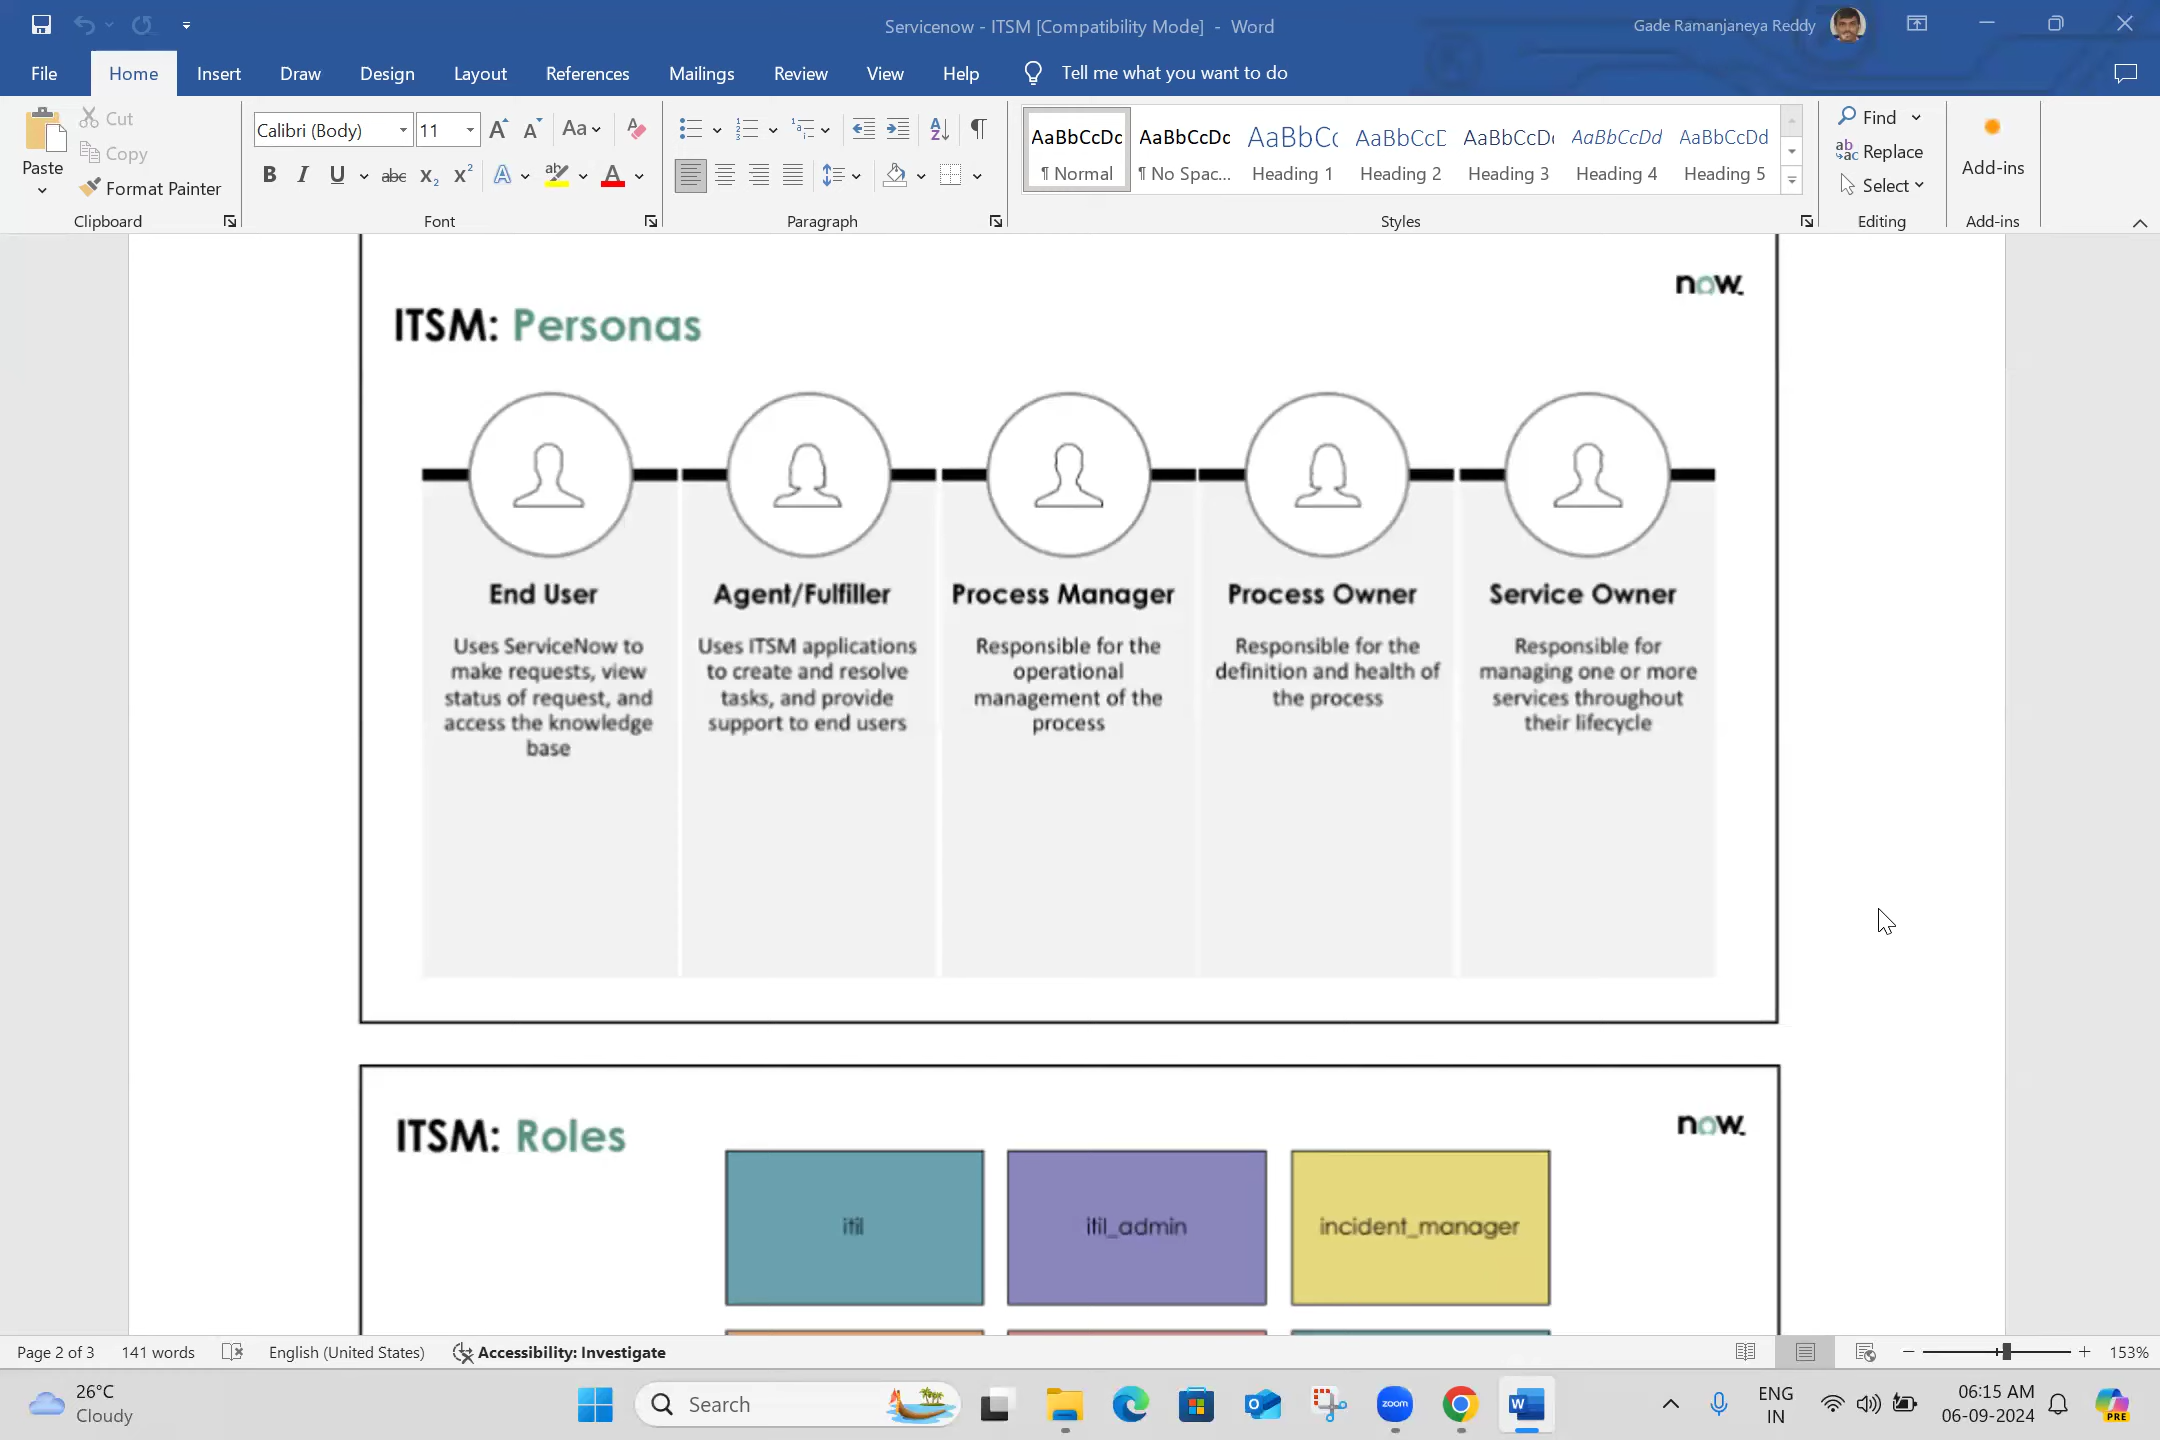 Servicenow - ITSM [Compatibility Mode] - Word
Gade Ramanjaneya Reddy
File Home Insert Draw Design Layout References Mailings Review View Help Tell me what you want to do
Paste
Cut
Copy
Format Painter
Clipboard
Calibri (Body) 11
Font
Paragraph
AaBbCcDc AaBbCcDc AaBbC AaBbCcD AaBbCcD AaBbCcDd AaBbCcDd
¶ Normal ¶ No Spac... Heading 1 Heading 2 Heading 3 Heading 4 Heading 5
Styles
Find
Replace
Select
Editing
Add-ins
Add-ins
now.
ITSM: Personas
End User
Uses ServiceNow to
make requests, view
status of request, and
access the knowledge
base
Agent/Fulfiller
Uses ITSM applications
to create and resolve
tasks, and provide
support to end users
Process Manager
Responsible for the
operational
management of the
process
Process Owner
Responsible for the
definition and health of
the process
Service Owner
Responsible for
managing one or more
services throughout
their lifecycle
now.
ITSM: Roles
itil
itil_admin
incident_manager
Page 2 of 3 141 words English (United States) Accessibility: Investigate 153%
26°C
Cloudy
Search
zoom
ENG
IN
06:15 AM
06-09-2024
PRE